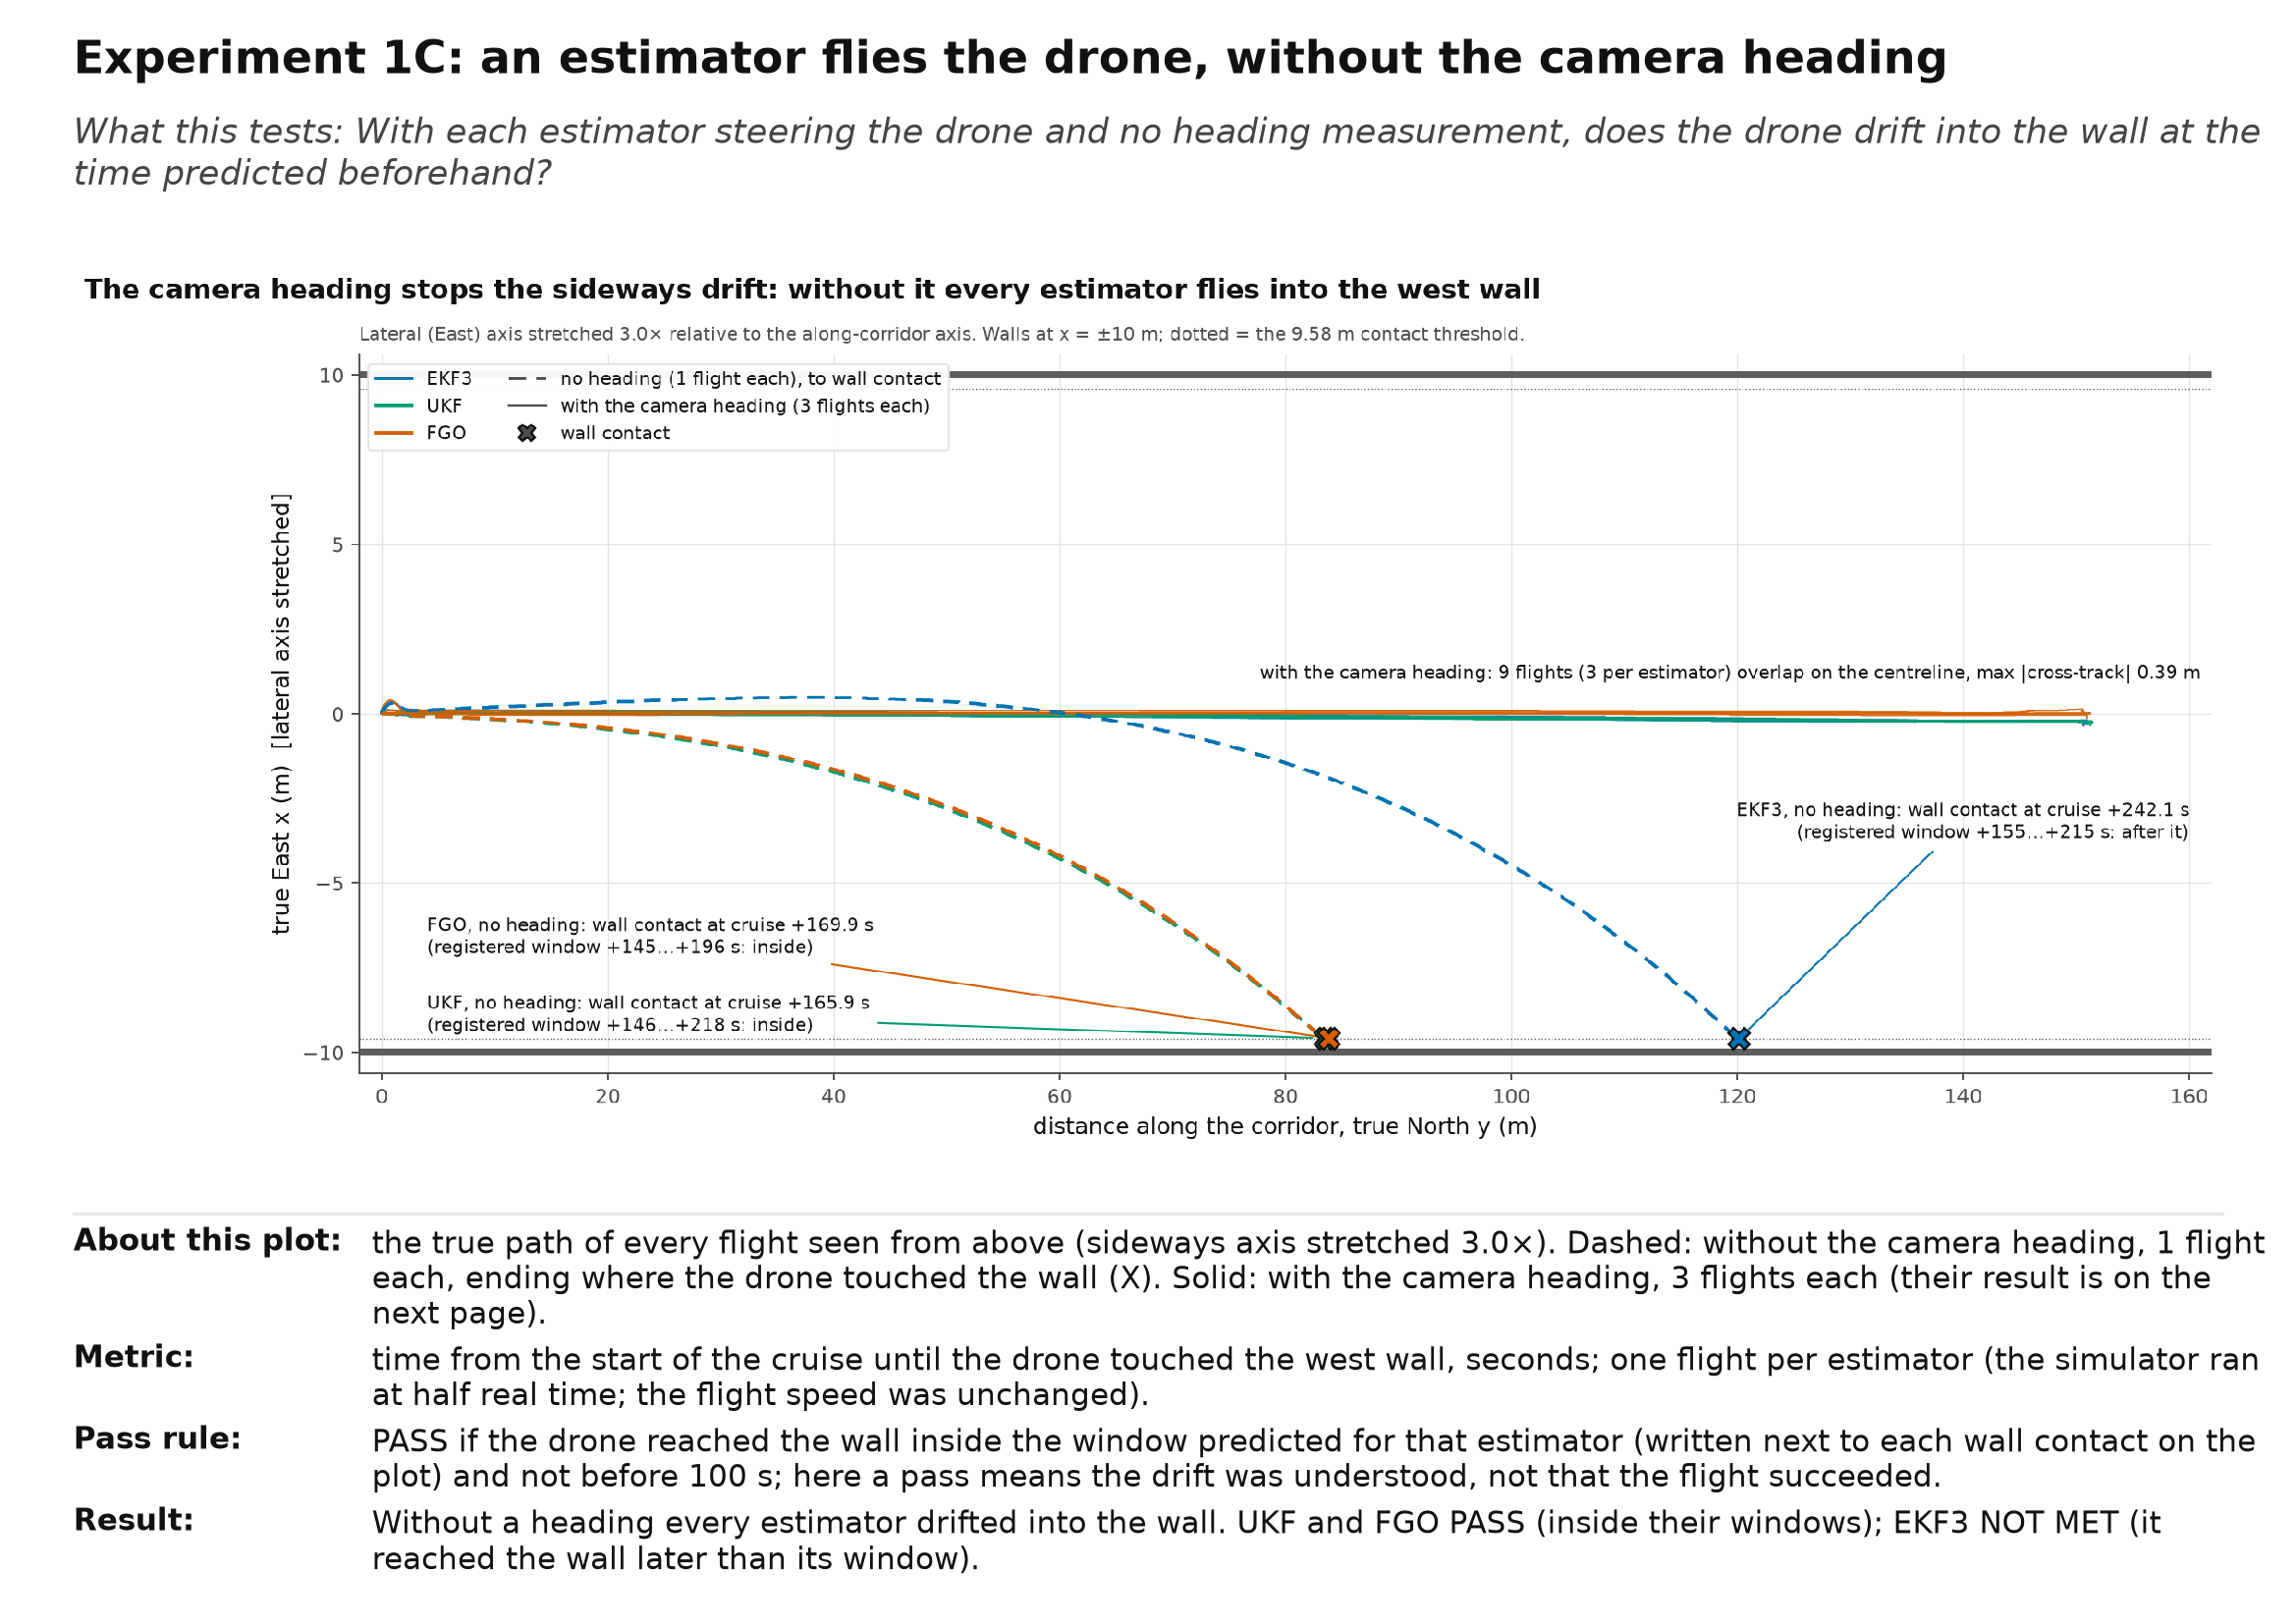 Experiment 1C: an estimator flies the drone, without the camera heading
What this tests: With each estimator steering the drone and no heading measurement, does the drone drift into the wall at the
time predicted beforehand?
The camera heading stops the sideways drift: without it every estimator flies into the west wall
Lateral (East) axis stretched 3.0× relative to the along-corridor axis. Walls at x = ±10 m; dotted = the 9.58 m contact threshold.
EKF3
UKF
FGO
no heading (1 flight each), to wall contact
with the camera heading (3 flights each)
wall contact
10
5
0
−5
−10
true East x (m)  [lateral axis stretched]
with the camera heading: 9 flights (3 per estimator) overlap on the centreline, max |cross-track| 0.39 m
EKF3, no heading: wall contact at cruise +242.1 s
(registered window +155...+215 s: after it)
FGO, no heading: wall contact at cruise +169.9 s
(registered window +145...+196 s: inside)
UKF, no heading: wall contact at cruise +165.9 s
(registered window +146...+218 s: inside)
0 20 40 60 80 100 120 140 160
distance along the corridor, true North y (m)
About this plot: the true path of every flight seen from above (sideways axis stretched 3.0×). Dashed: without the camera heading, 1 flight
each, ending where the drone touched the wall (X). Solid: with the camera heading, 3 flights each (their result is on the
next page).
Metric: time from the start of the cruise until the drone touched the west wall, seconds; one flight per estimator (the simulator ran
at half real time; the flight speed was unchanged).
Pass rule: PASS if the drone reached the wall inside the window predicted for that estimator (written next to each wall contact on the
plot) and not before 100 s; here a pass means the drift was understood, not that the flight succeeded.
Result: Without a heading every estimator drifted into the wall. UKF and FGO PASS (inside their windows); EKF3 NOT MET (it
reached the wall later than its window).